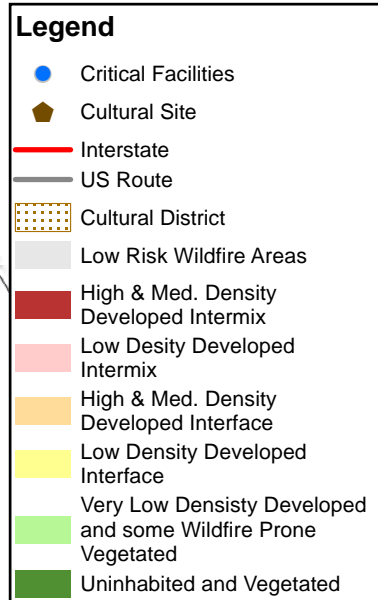 Legend
Critical Facilities
Cultural Site
Interstate
US Route
Cultural District
Low Risk Wildfire Areas
High & Med. Density
Developed Intermix
Low Desity Developed
Intermix
High & Med. Density
Developed Interface
Low Density Developed
Interface
Very Low Densisty Developed
and some Wildfire Prone
Vegetated
Uninhabited and Vegetated